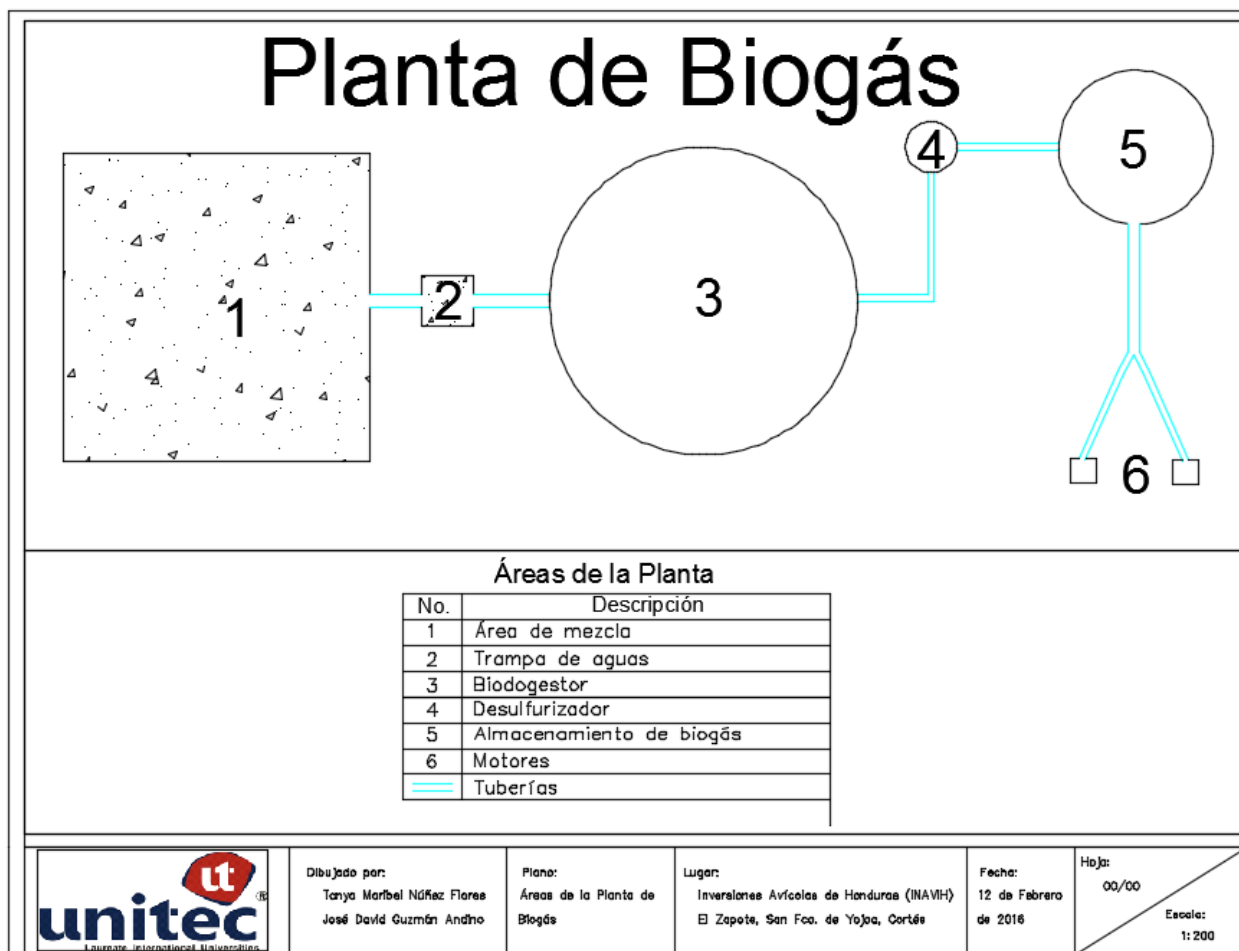 Planta de Biogás
1
2
3
4
5
6
Áreas de la Planta
No. Descripción
1 Área de mezcla
2 Trampa de aguas
3 Biodogestor
4 Desulfurizador
5 Almacenamiento de biogás
6 Motores
Tuberías
ut
unitec®
Laureate International Universities
Dibujado por:
Tanya Maribel Núñez Flores
José David Guzmán Andino
Plano:
Áreas de la Planta de
Biogás
Lugar:
Inversiones Avícolas de Honduras (INAVIH)
El Zapote, San Fco. de Yojoa, Cortés
Fecha:
12 de Febrero
de 2016
Hoja:
00/00
Escala:
1:200